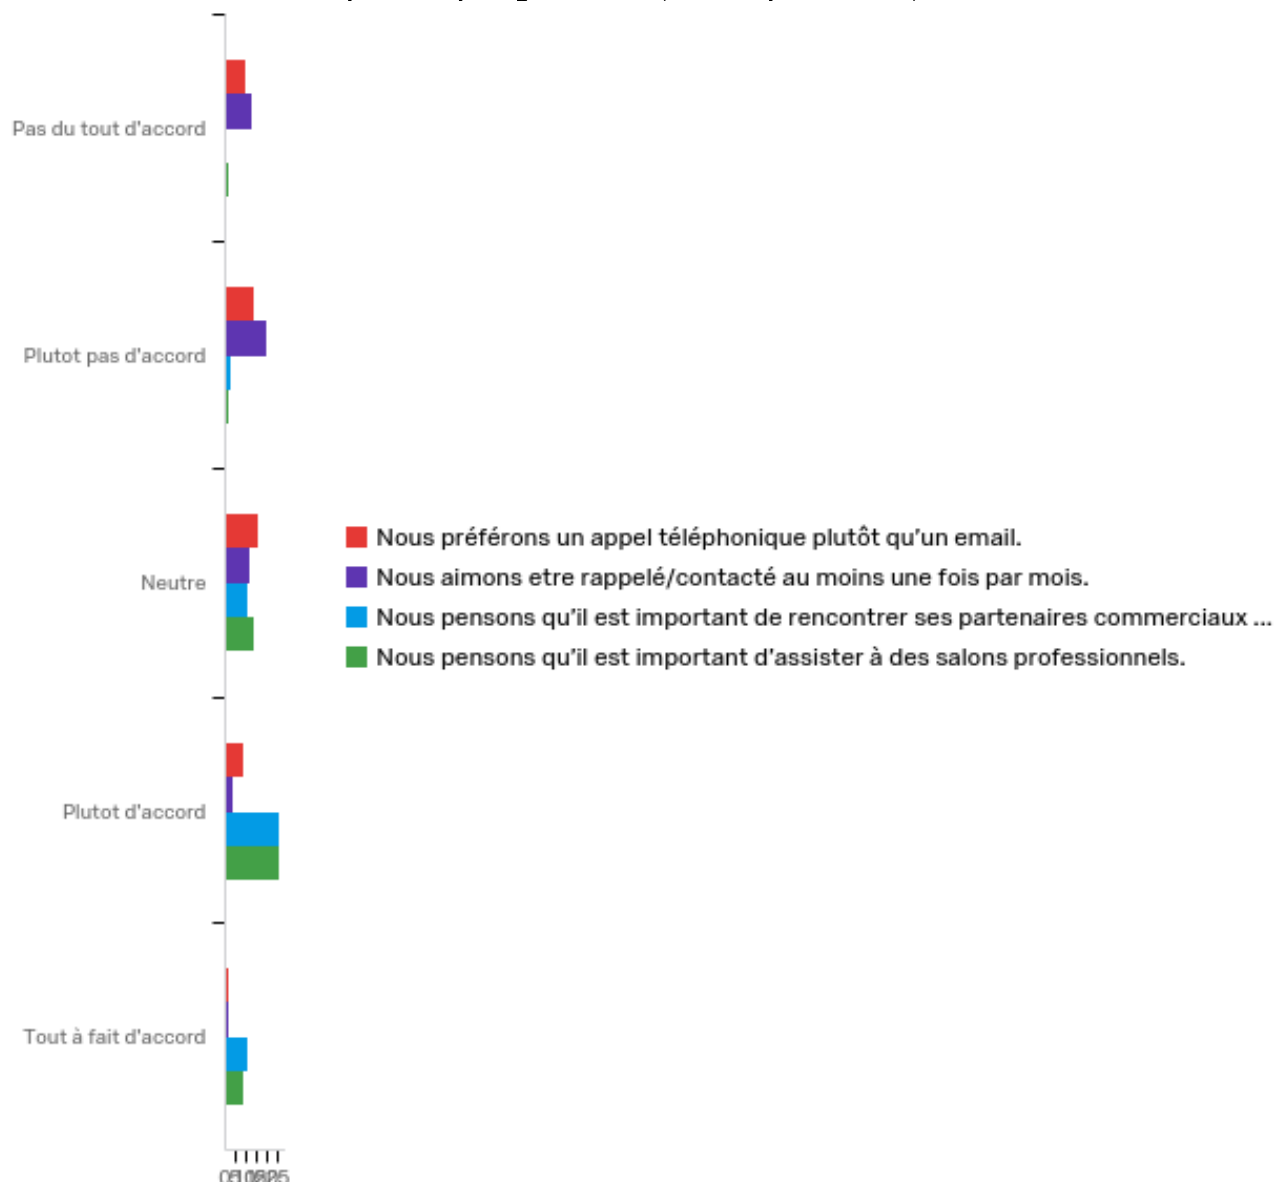 Pas du tout d'accord
Plutot pas d'accord
Neutre
Plutot d'accord
Tout à fait d'accord
Nous préférons un appel téléphonique plutôt qu'un email.
Nous aimons etre rappelé/contacté au moins une fois par mois.
Nous pensons qu'il est important de rencontrer ses partenaires commerciaux ...
Nous pensons qu'il est important d'assister à des salons professionnels.